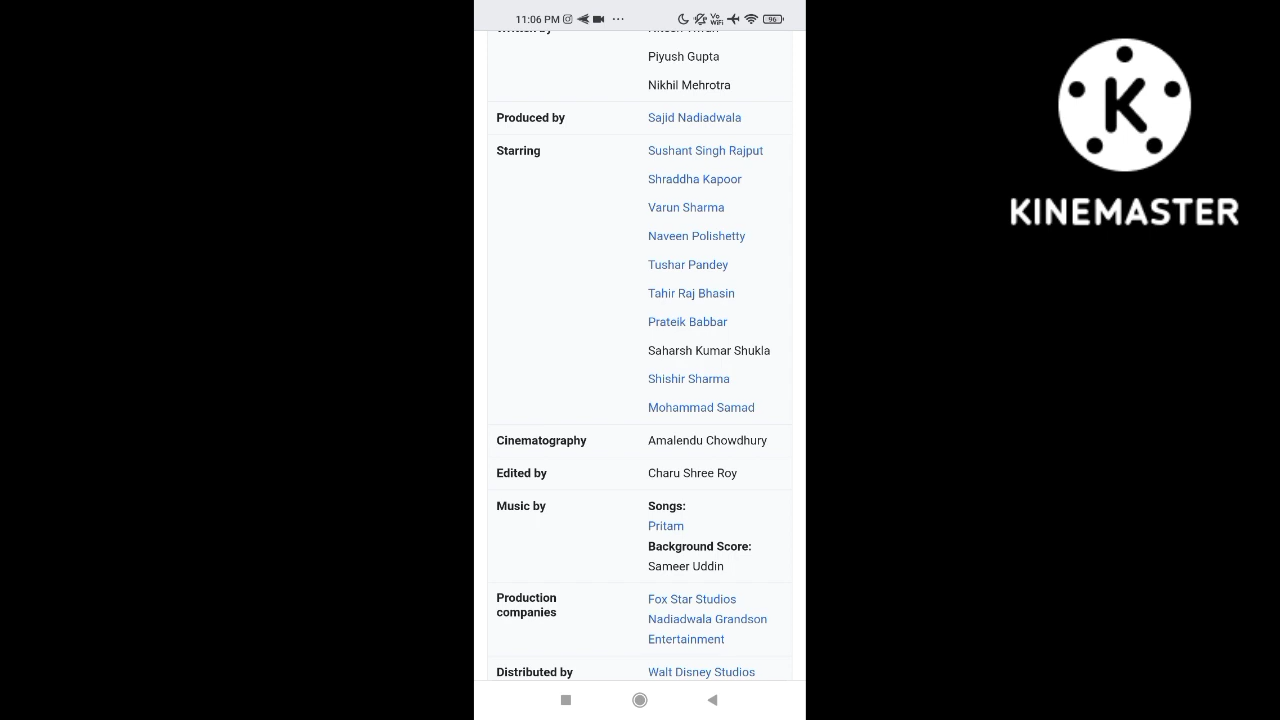 11:06 PM
Vo
WiFi
96
Piyush Gupta
Nikhil Mehrotra
Produced by
Sajid Nadiadwala
Starring
Sushant Singh Rajput
Shraddha Kapoor
Varun Sharma
Naveen Polishetty
Tushar Pandey
Tahir Raj Bhasin
Prateik Babbar
Saharsh Kumar Shukla
Shishir Sharma
Mohammad Samad
Cinematography
Amalendu Chowdhury
Edited by
Charu Shree Roy
Music by
Songs:
Pritam
Background Score:
Sameer Uddin
Production
companies
Fox Star Studios
Nadiadwala Grandson
Entertainment
Distributed by
Walt Disney Studios
K
KINEMASTER